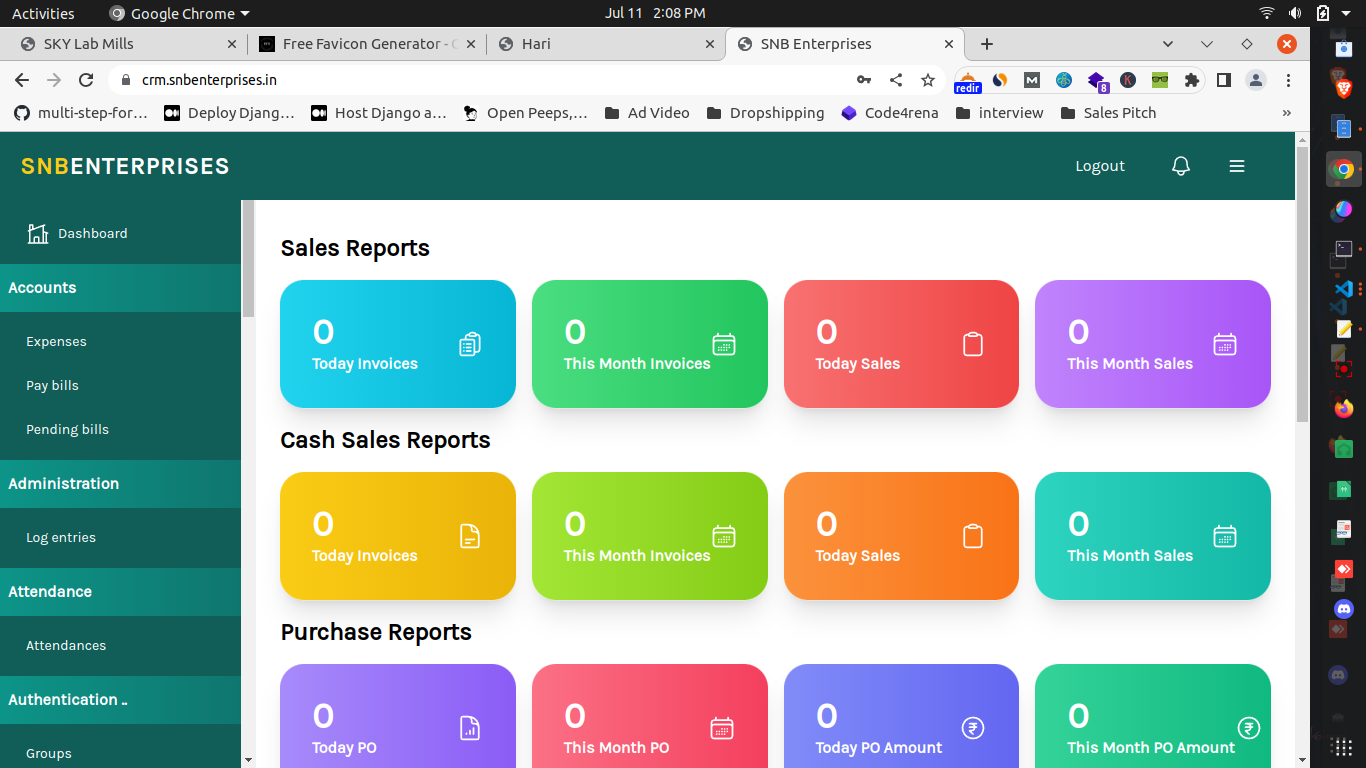 Activities Google Chrome Jul 11 2:08 PM
SKY Lab Mills Free Favicon Generator - C Hari SNB Enterprises
crm.snbenterprises.in redir 8
multi-step-for… Deploy Djang… Host Django a… Open Peeps,… Ad Video Dropshipping Code4rena interview Sales Pitch »
SNBENTERPRISES Logout
Dashboard
Accounts
Expenses
Pay bills
Pending bills
Administration
Log entries
Attendance
Attendances
Authentication ..
Groups
Sales Reports
0 0 0 0
Today Invoices This Month Invoices Today Sales This Month Sales
Cash Sales Reports
0 0 0 0
Today Invoices This Month Invoices Today Sales This Month Sales
Purchase Reports
0 0 0 0
Today PO This Month PO Today PO Amount This Month PO Amount